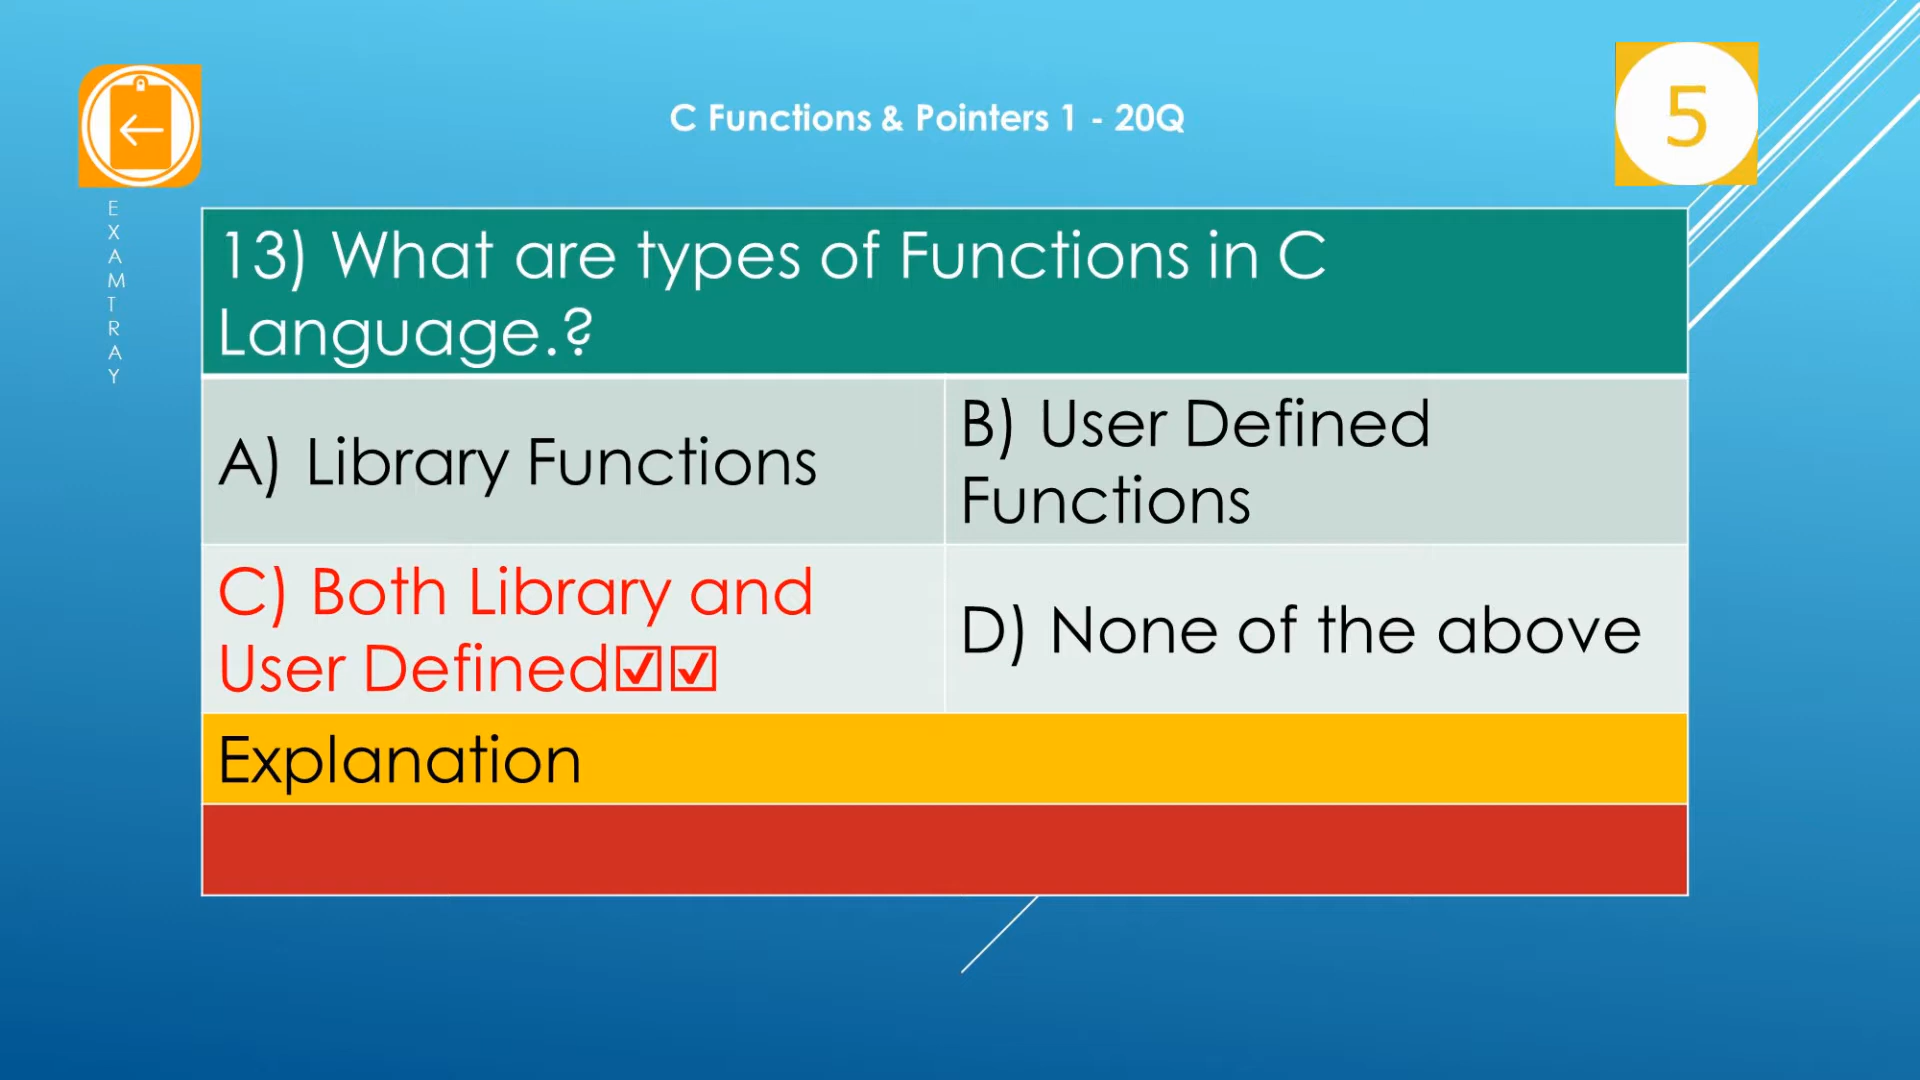 C Functions & Pointers 1 - 20Q
5
E
X
A
M
T
R
A
Y
13) What are types of Functions in C
Language.?
A) Library Functions
B) User Defined
Functions
C) Both Library and
User Defined☑☑
D) None of the above
Explanation